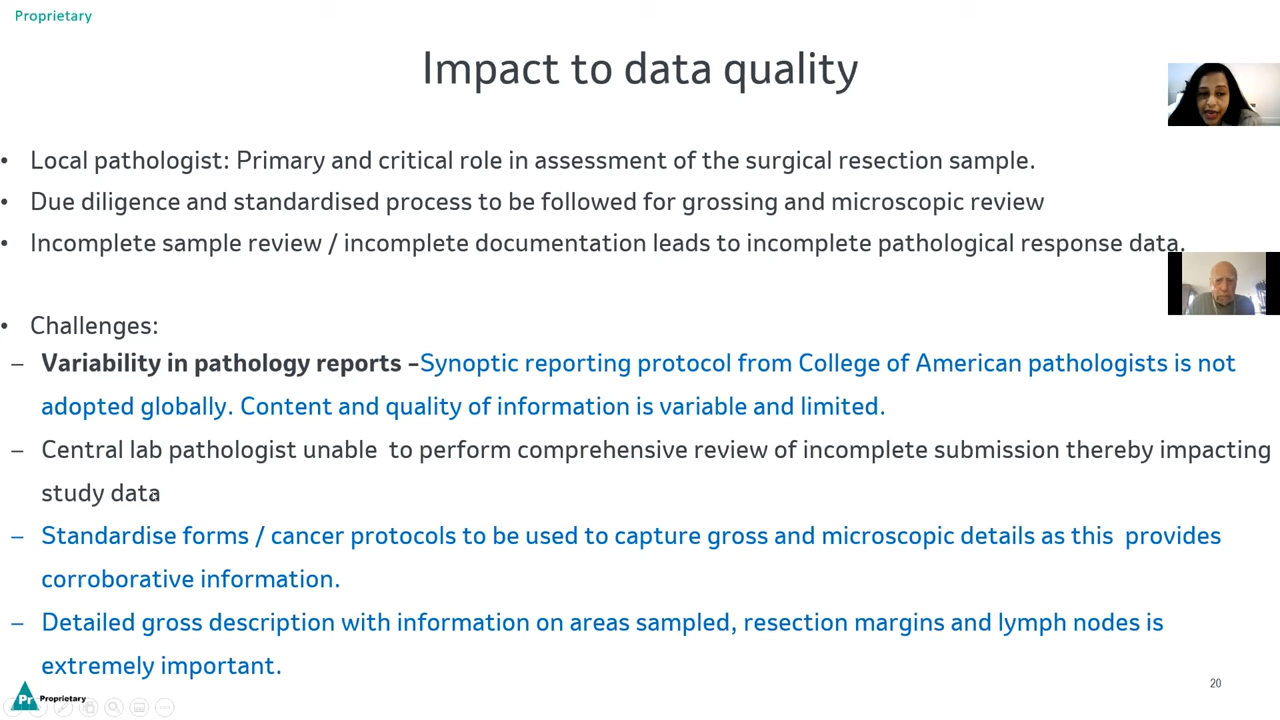 Proprietary
Impact to data quality
• Local pathologist: Primary and critical role in assessment of the surgical resection sample.
• Due diligence and standardised process to be followed for grossing and microscopic review
• Incomplete sample review / incomplete documentation leads to incomplete pathological response data.
• Challenges:
– Variability in pathology reports –Synoptic reporting protocol from College of American pathologists is not
adopted globally. Content and quality of information is variable and limited.
– Central lab pathologist unable to perform comprehensive review of incomplete submission thereby impacting
study data
– Standardise forms / cancer protocols to be used to capture gross and microscopic details as this provides
corroborative information.
– Detailed gross description with information on areas sampled, resection margins and lymph nodes is
extremely important.
Pr Proprietary
20